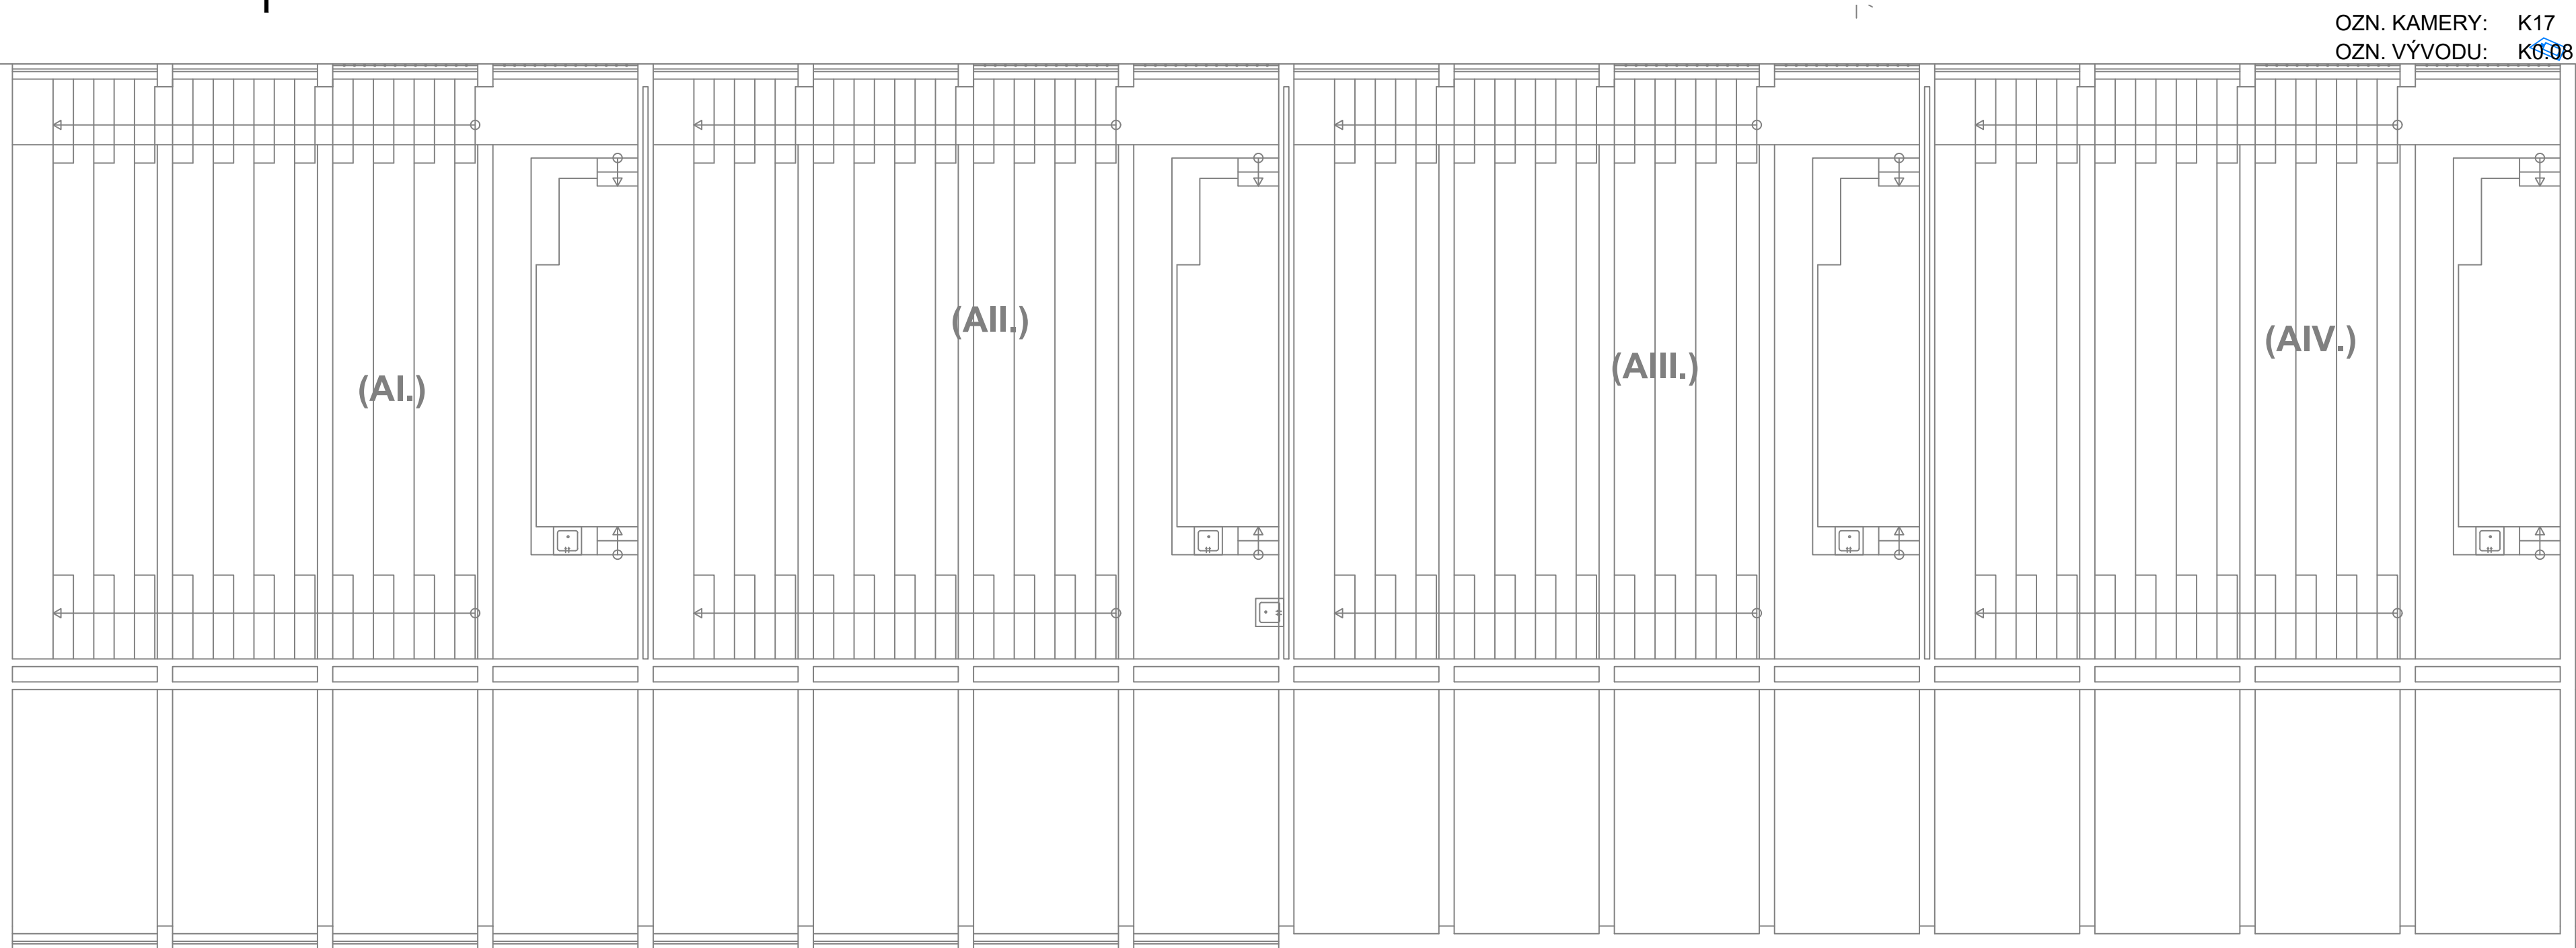 OZN. KAMERY: K17
OZN. VÝVODU: K0.08
(AI.)
(AII.)
(AIII.)
(AIV.)